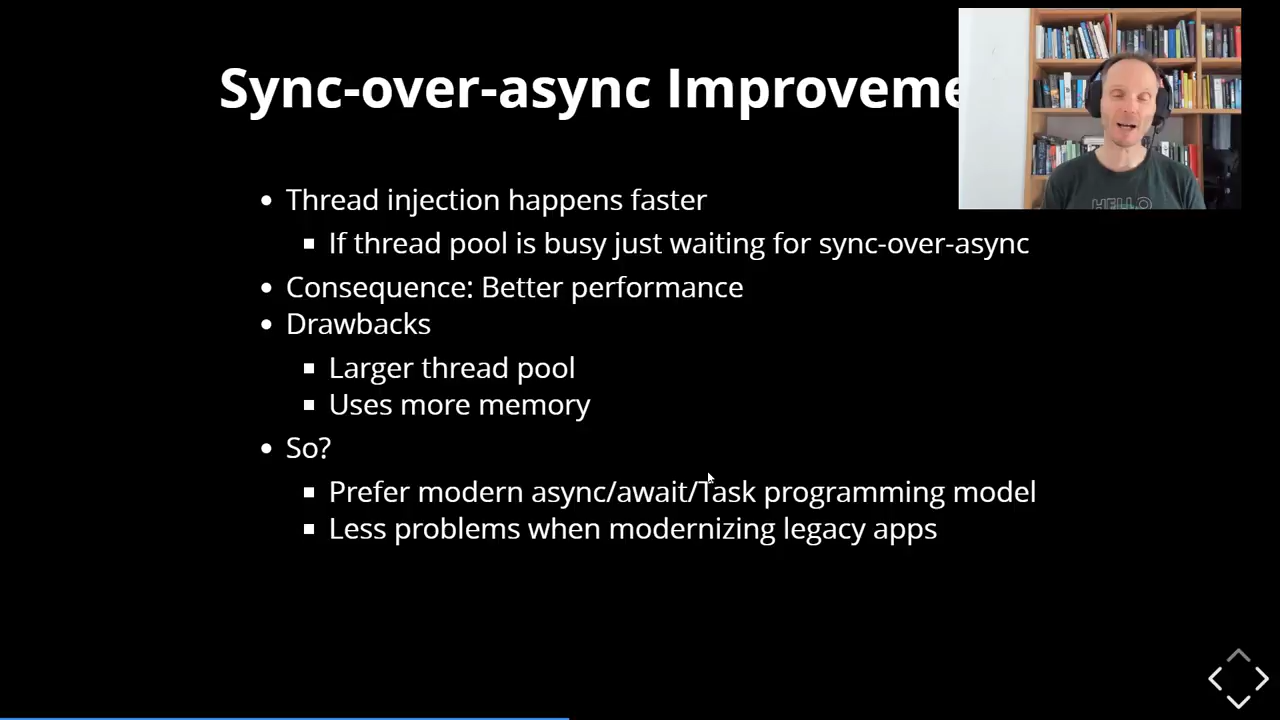 Sync-over-async Improveme
Thread injection happens faster
If thread pool is busy just waiting for sync-over-async
Consequence: Better performance
Drawbacks
Larger thread pool
Uses more memory
So?
Prefer modern async/await/Task programming model
Less problems when modernizing legacy apps
HELLO